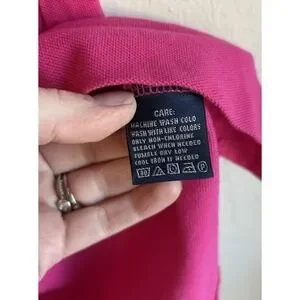 CARE:
MACHINE WASH COLD
WASH WITH LIKE COLORS
ONLY NON-CHLORINE
BLEACH WHEN NEEDED
TUMBLE DRY LOW
COOL IRON IF NEEDED
30 P